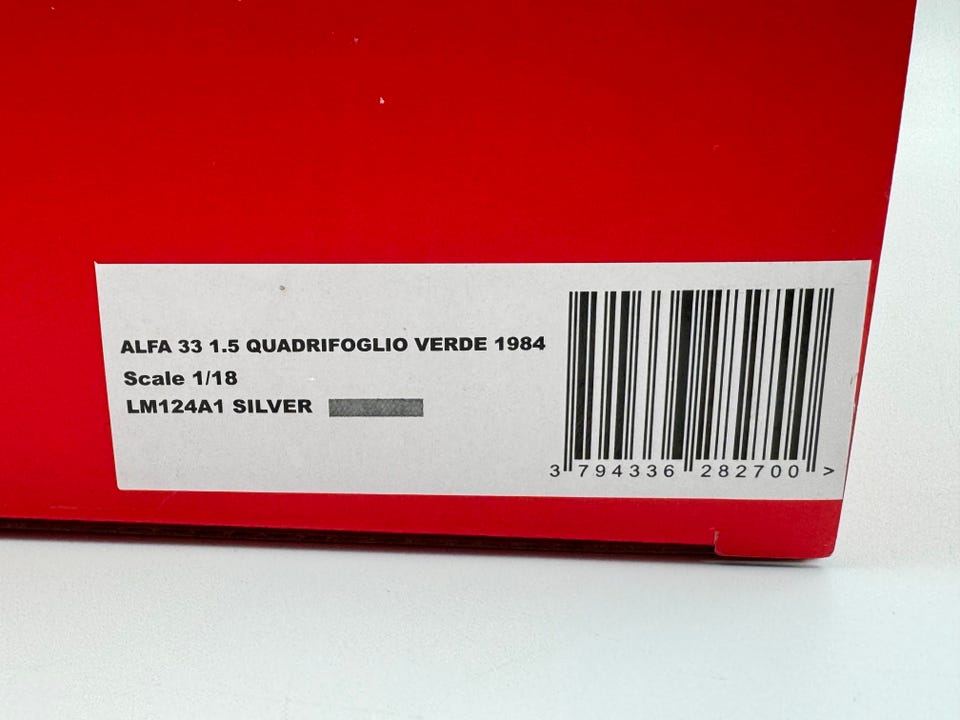 ALFA 33 1.5 QUADRIFOGLIO VERDE 1984
Scale 1/18
LM124A1 SILVER
3 794336 282700 >